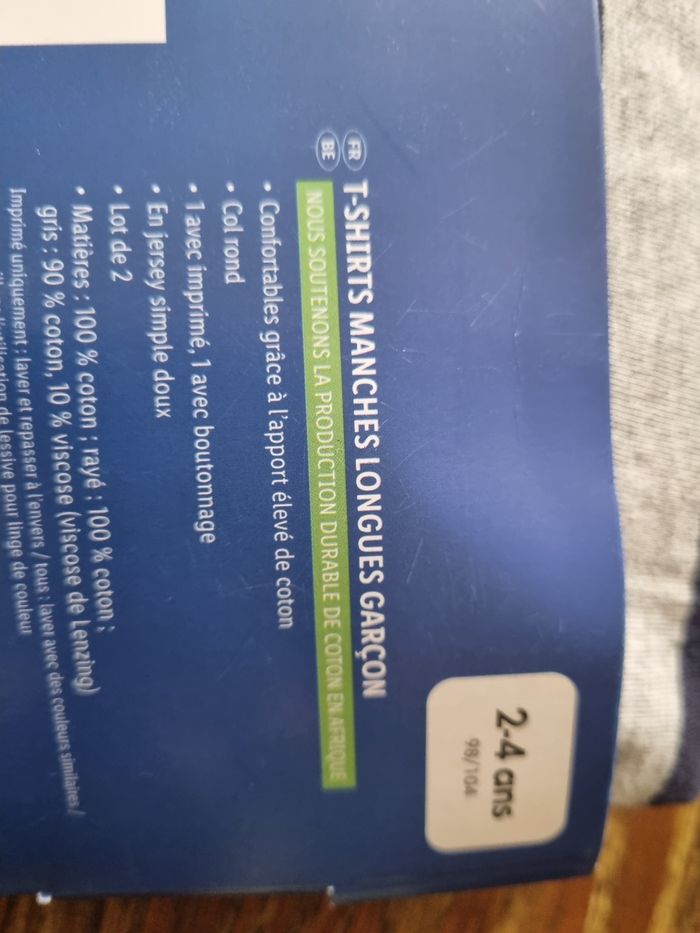 2-4 ans
98/104
FR T-SHIRTS MANCHES LONGUES GARÇON
BE NOUS SOUTENONS LA PRODUCTION DURABLE DE COTON EN AFRIQUE
• Confortables grâce à l'apport élevé de coton
• Col rond
• 1 avec imprimé, 1 avec boutonnage
• En jersey simple doux
• Lot de 2
• Matières : 100 % coton ; rayé : 100 % coton ;
gris : 90 % coton, 10 % viscose (viscose de Lenzing)
Imprimé uniquement : laver et repasser à l'envers / tous : laver avec des couleurs similaires /
l'utilisation de lessive pour linge de couleur